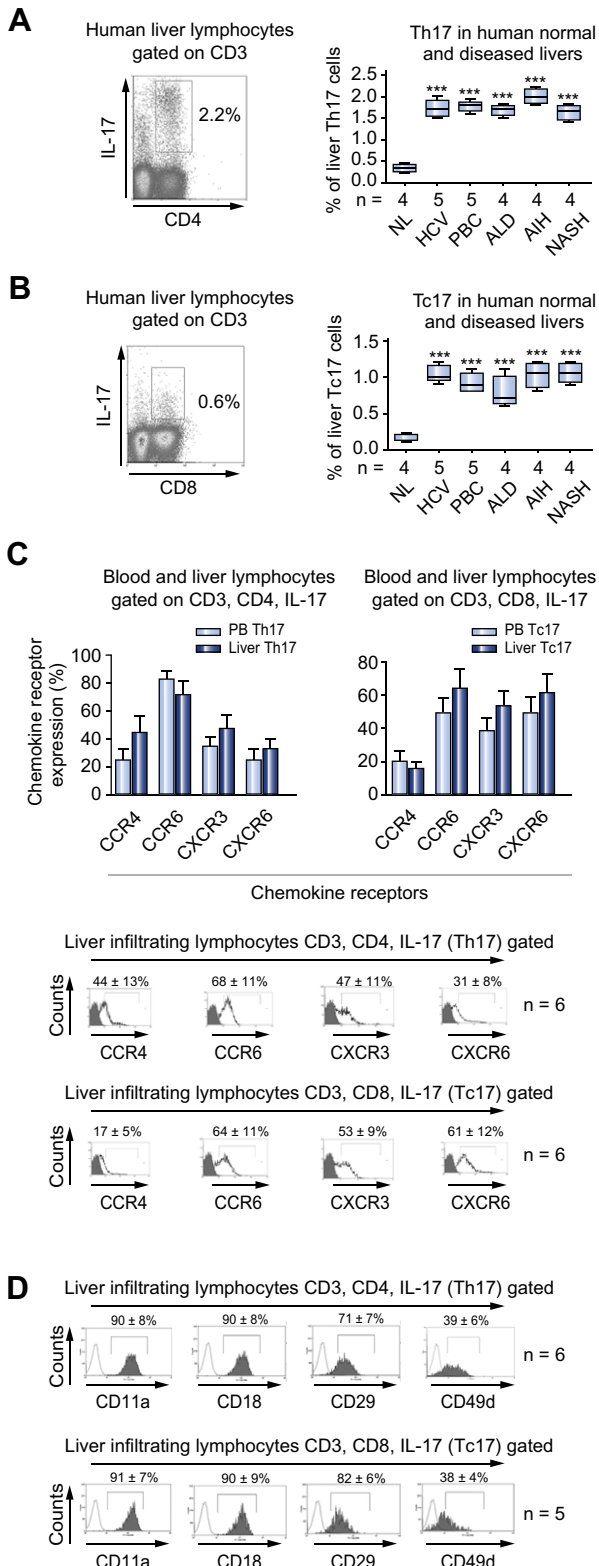 A
Human liver lymphocytes
gated on CD3
IL-17
2.2%
CD4
Th17 in human normal
and diseased livers
% of liver Th17 cells
2.5
2.0
1.5
1.0
0.5
0.0
*** *** *** *** ***
n = 4 5 5 4 4 4
NL HCV PBC ALD AIH NASH
B
Human liver lymphocytes
gated on CD3
IL-17
0.6%
CD8
Tc17 in human normal
and diseased livers
% of liver Tc17 cells
1.5
1.0
0.5
0.0
*** *** *** *** ***
n = 4 5 5 4 4 4
NL HCV PBC ALD AIH NASH
C
Blood and liver lymphocytes
gated on CD3, CD4, IL-17
PB Th17
Liver Th17
Chemokine receptor
expression (%)
100
80
60
40
20
0
CCR4 CCR6 CXCR3 CXCR6
Blood and liver lymphocytes
gated on CD3, CD8, IL-17
PB Tc17
Liver Tc17
80
60
40
20
0
CCR4 CCR6 CXCR3 CXCR6
Chemokine receptors
Liver infiltrating lymphocytes CD3, CD4, IL-17 (Th17) gated
44 ± 13% 68 ± 11% 47 ± 11% 31 ± 8%
Counts
n = 6
CCR4 CCR6 CXCR3 CXCR6
Liver infiltrating lymphocytes CD3, CD8, IL-17 (Tc17) gated
17 ± 5% 64 ± 11% 53 ± 9% 61 ± 12%
Counts
n = 6
CCR4 CCR6 CXCR3 CXCR6
D
Liver infiltrating lymphocytes CD3, CD4, IL-17 (Th17) gated
90 ± 8% 90 ± 8% 71 ± 7% 39 ± 6%
Counts
n = 6
CD11a CD18 CD29 CD49d
Liver infiltrating lymphocytes CD3, CD8, IL-17 (Tc17) gated
91 ± 7% 90 ± 9% 82 ± 6% 38 ± 4%
Counts
n = 5
CD11a CD18 CD29 CD49d